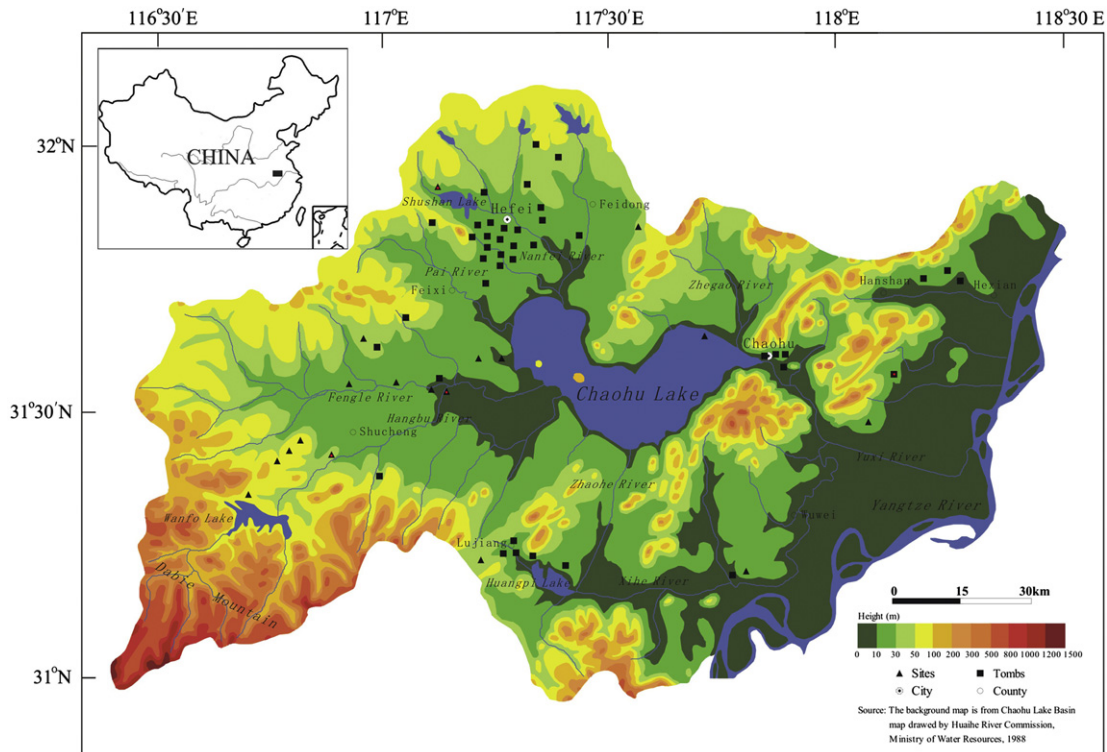 116°30′E
117°E
117°30′E
118°E
118°30′E
32°N
31°30′N
31°N
CHINA
Shushan Lake
Hefei
Feidong
Nanfei River
Pai River
Feixi
Zhegao River
Hanshan
Hexian
Chaohu
Chaohu Lake
Fengle River
Hangbu River
Shucheng
Zhaohe River
Yuxi River
Yangtze River
Wanfo Lake
Wuwei
Lujiang
Huangpi Lake
Xihe River
Dabie Mountain
0 15 30km
Height (m)
0 10 30 50 100 200 300 500 800 1000 1200 1500
Sites Tombs
City County
Source: The background map is from Chaohu Lake Basin
map drawed by Huaihe River Commission,
Ministry of Water Resources, 1988